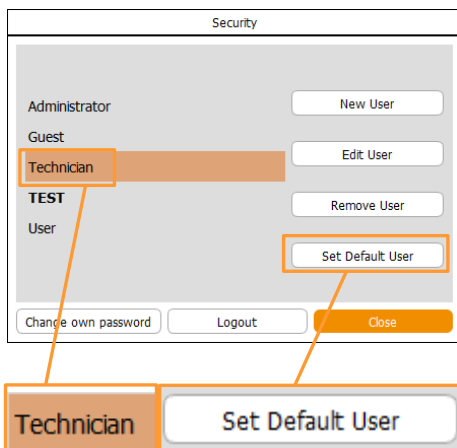 Security
Administrator
New User
Guest
Edit User
Technician
TEST
Remove User
User
Set Default User
Change own password
Logout
Close
Technician
Set Default User